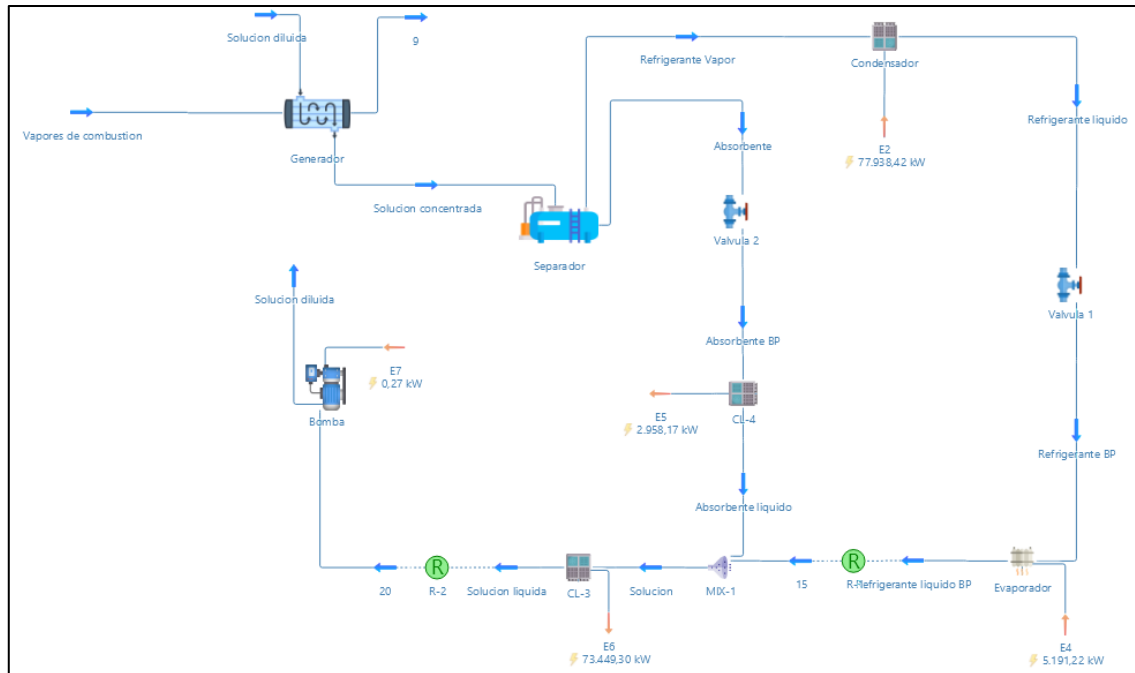 Solucion diluida
9
Refrigerante Vapor
Condensador
Vapores de combustion
Generador
Absorbente
E2
77.938,42 kW
Refrigerante liquido
Solucion concentrada
Valvula 2
Separador
Solucion diluida
Valvula 1
Absorbente BP
E7
0,27 kW
Bomba
E5
2.958,17 kW
CL-4
Refrigerante BP
Absorbente liquido
20
R
R-2
Solucion liquida
CL-3
Solucion
MIX-1
15
R
R-Refrigerante liquido BP
Evaporador
E6
73.449,30 kW
E4
5.191,22 kW